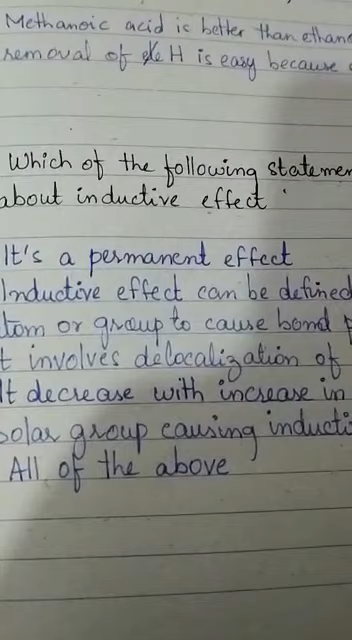 Methanoic acid is better than ethano
removal of H is easy because
Which of the following statemen
about inductive effect
It's a permanent effect
Inductive effect can be defined
tom or group to cause bond p
t involves delocalization of
It decrease with increase in
polar group causing inducti
All of the above